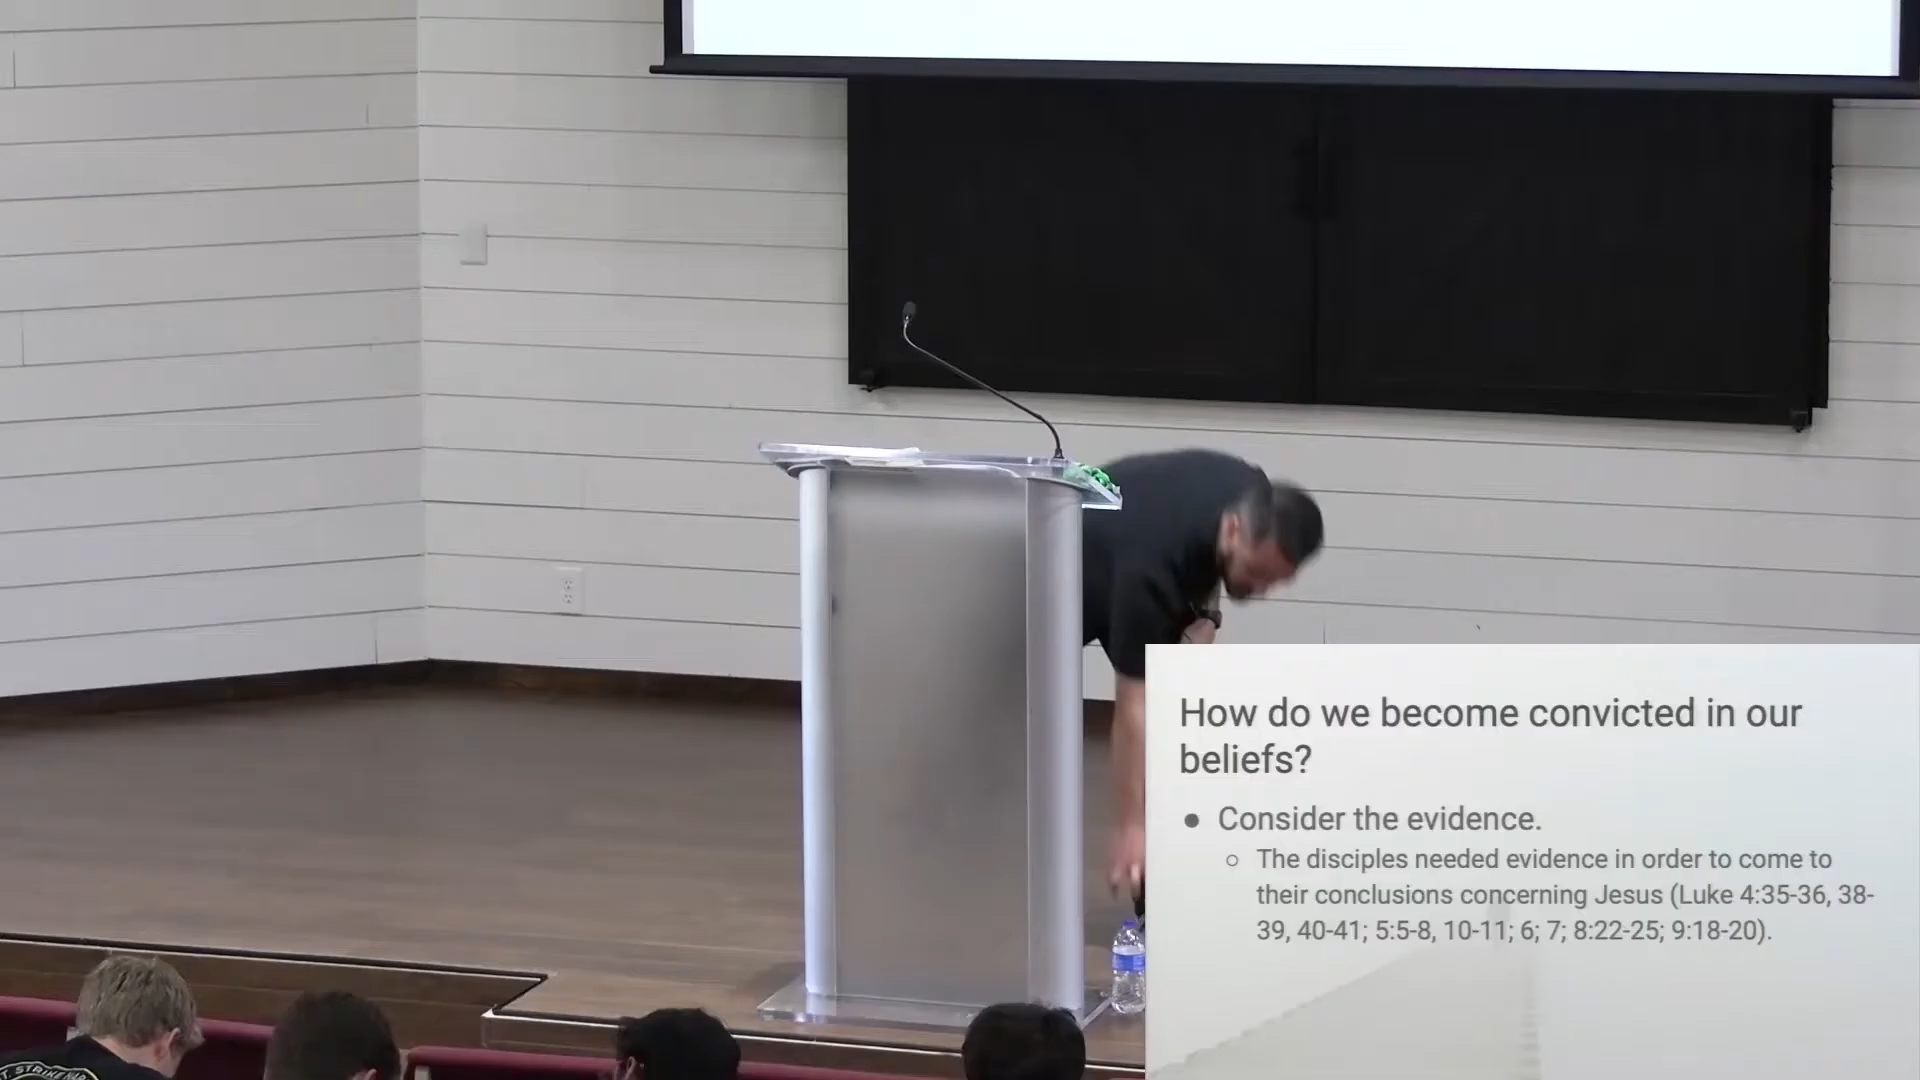 How do we become convicted in our
beliefs?
● Consider the evidence.
○ The disciples needed evidence in order to come to
their conclusions concerning Jesus (Luke 4:35-36, 38-
39, 40-41; 5:5-8, 10-11; 6; 7; 8:22-25; 9:18-20).
T. STRIKE